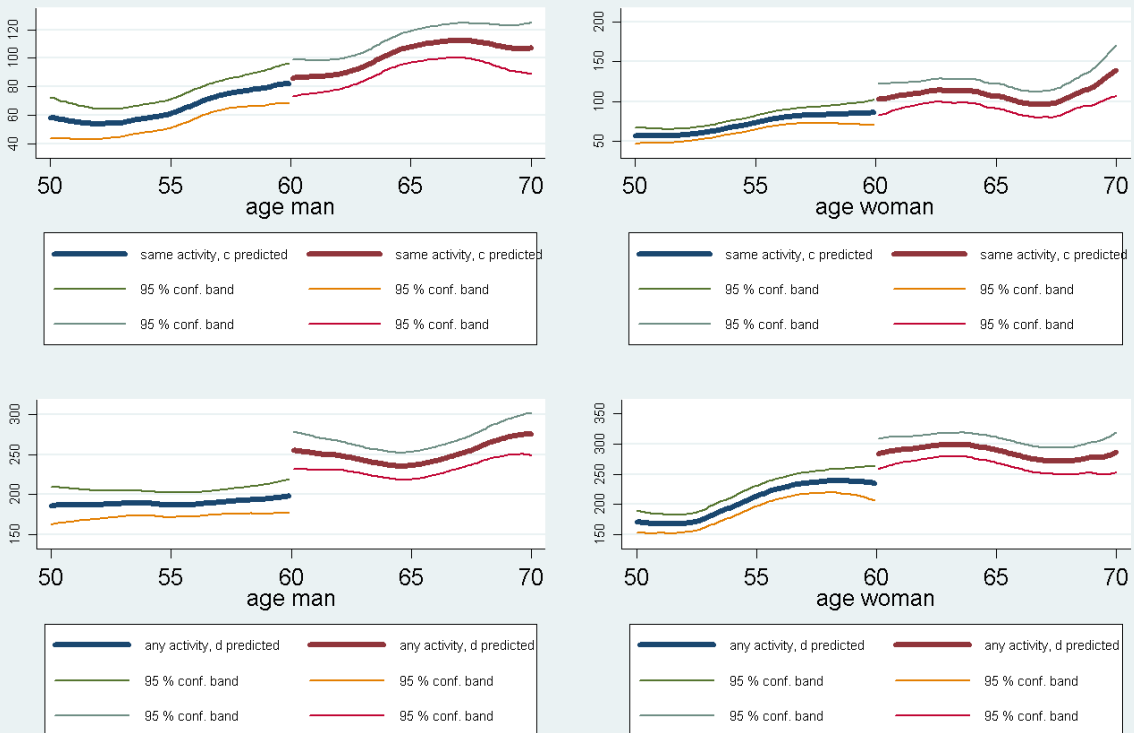 120
100
80
60
40
50 55 60 65 70
age man
same activity, c predicted same activity, c predicted
95 % conf. band 95 % conf. band
95 % conf. band 95 % conf. band
200
150
100
50
50 55 60 65 70
age woman
same activity, c predicted same activity, c predicted
95 % conf. band 95 % conf. band
95 % conf. band 95 % conf. band
300
250
200
150
50 55 60 65 70
age man
any activity, d predicted any activity, d predicted
95 % conf. band 95 % conf. band
95 % conf. band 95 % conf. band
350
300
250
200
150
50 55 60 65 70
age woman
any activity, d predicted any activity, d predicted
95 % conf. band 95 % conf. band
95 % conf. band 95 % conf. band